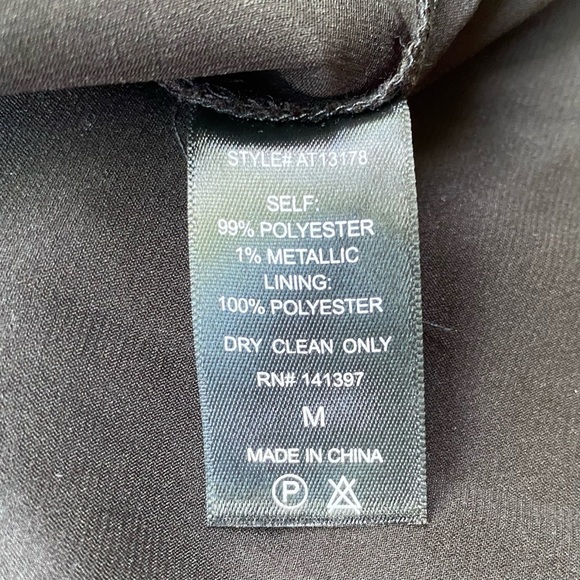 STYLE# AT13178
SELF:
99% POLYESTER
1% METALLIC
LINING:
100% POLYESTER
DRY CLEAN ONLY
RN# 141397
M
MADE IN CHINA
P